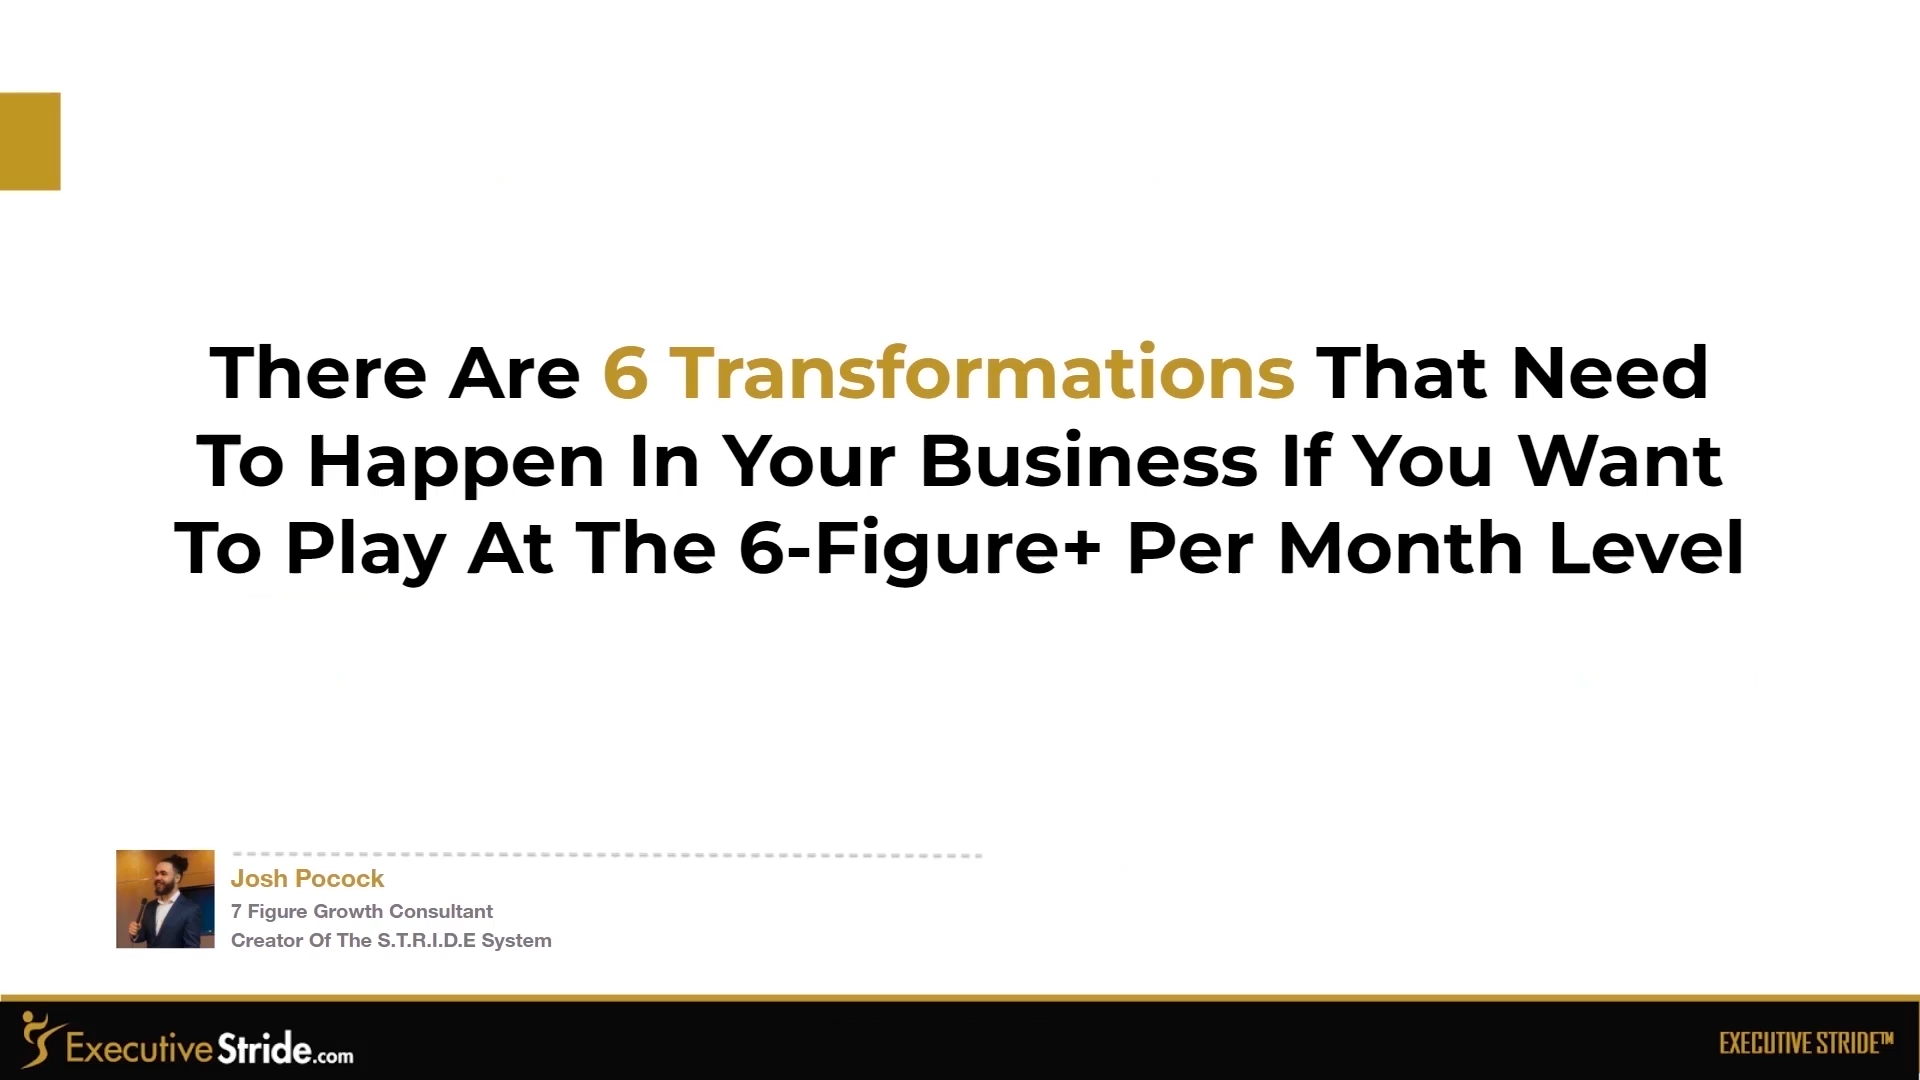 There Are 6 Transformations That Need
To Happen In Your Business If You Want
To Play At The 6-Figure+ Per Month Level
Josh Pocock
7 Figure Growth Consultant
Creator Of The S.T.R.I.D.E System
ExecutiveStride.com
EXECUTIVE STRIDE™